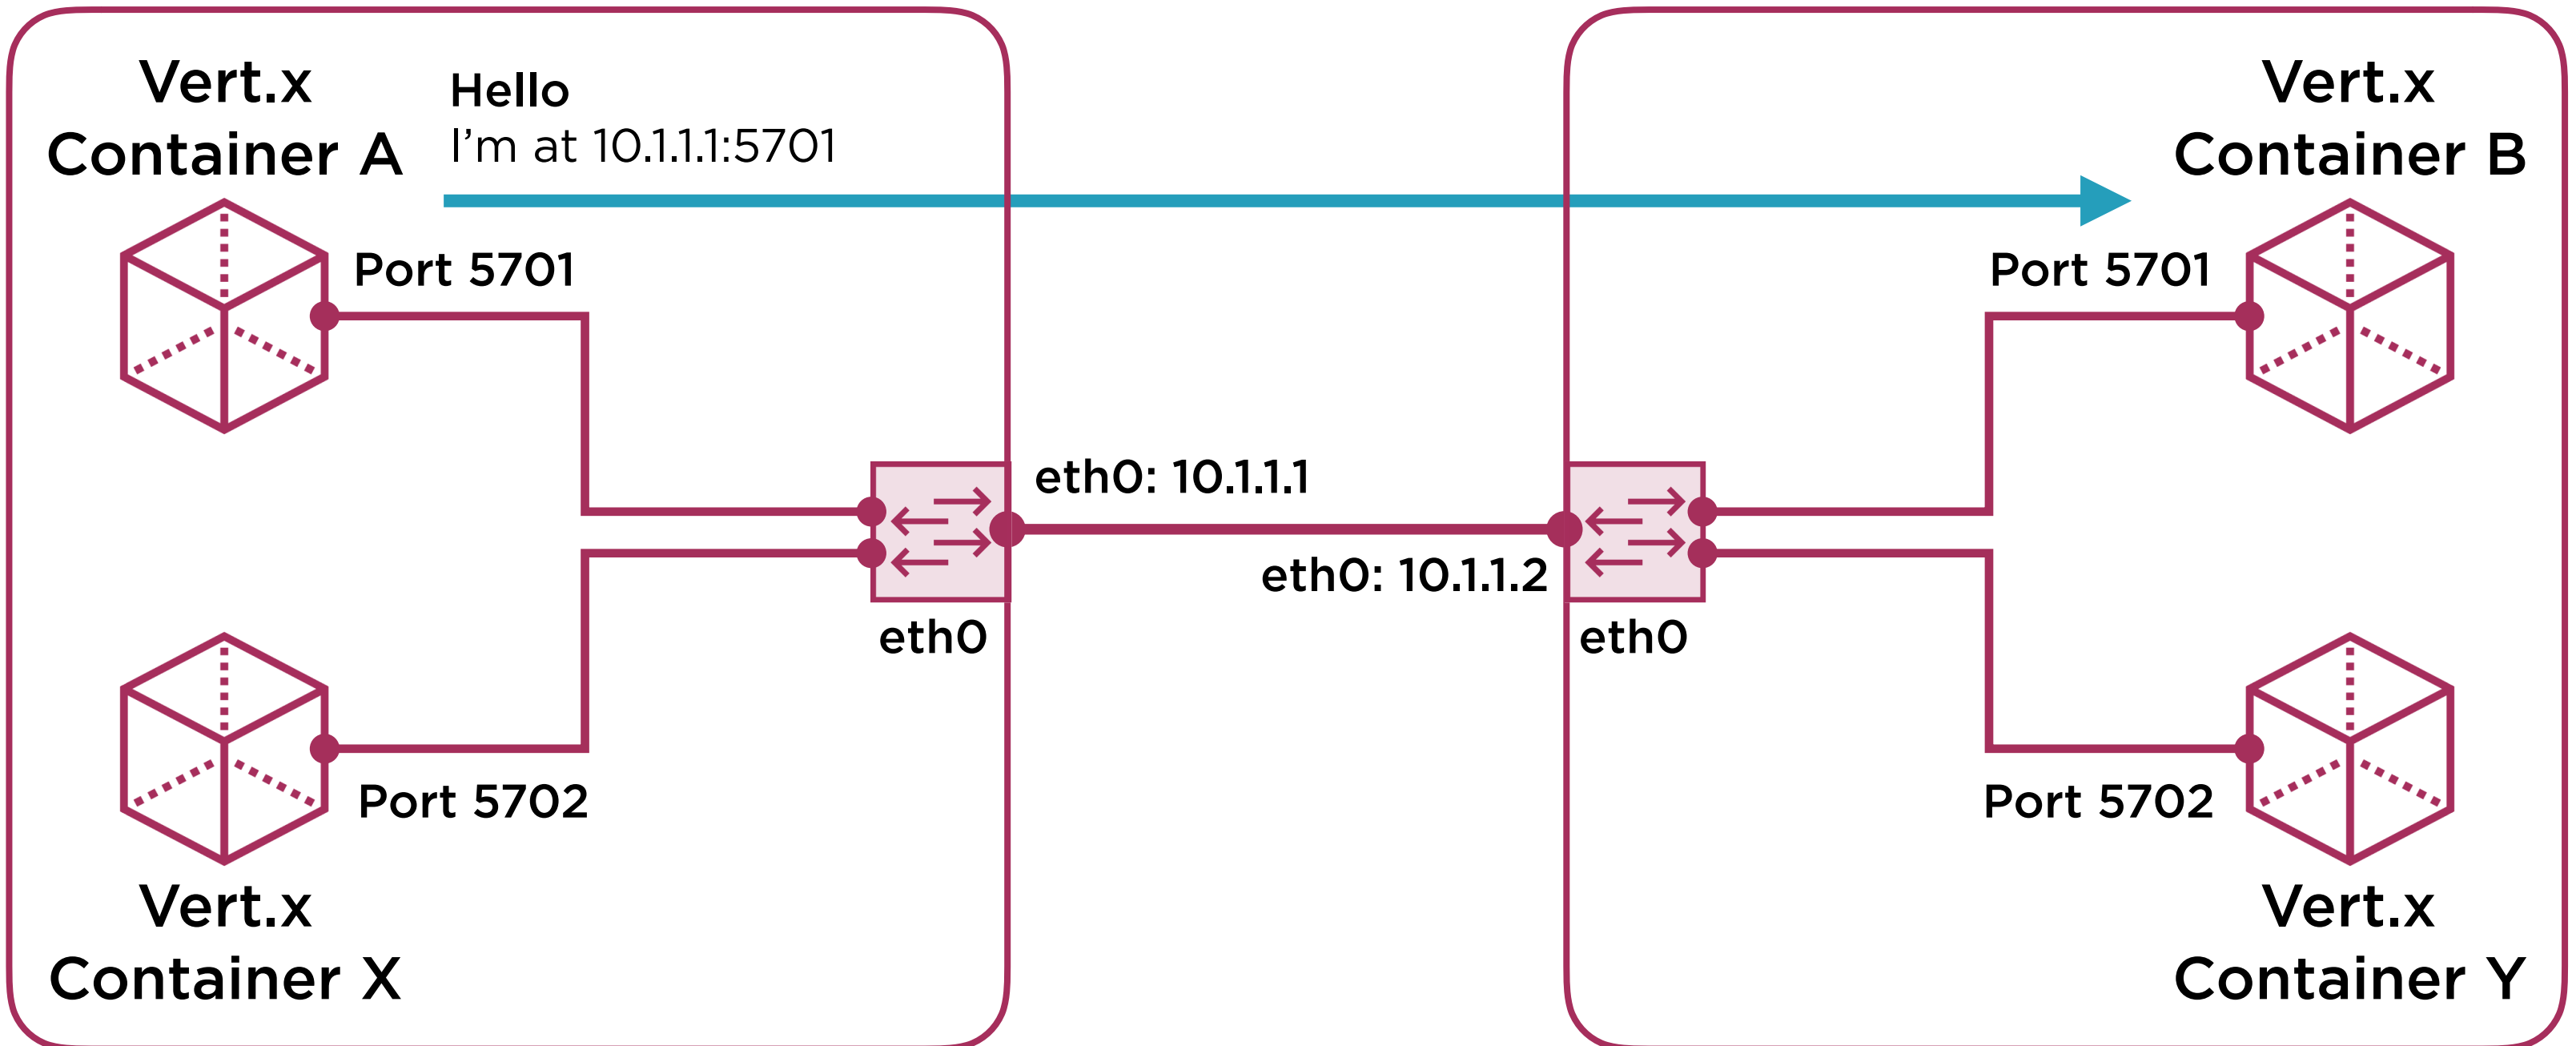 Vert.x
Container A
Hello
I'm at 10.1.1.1:5701
Port 5701
Vert.x
Container B
Port 5701
eth0: 10.1.1.1
eth0: 10.1.1.2
eth0
eth0
Port 5702
Vert.x
Container X
Port 5702
Vert.x
Container Y